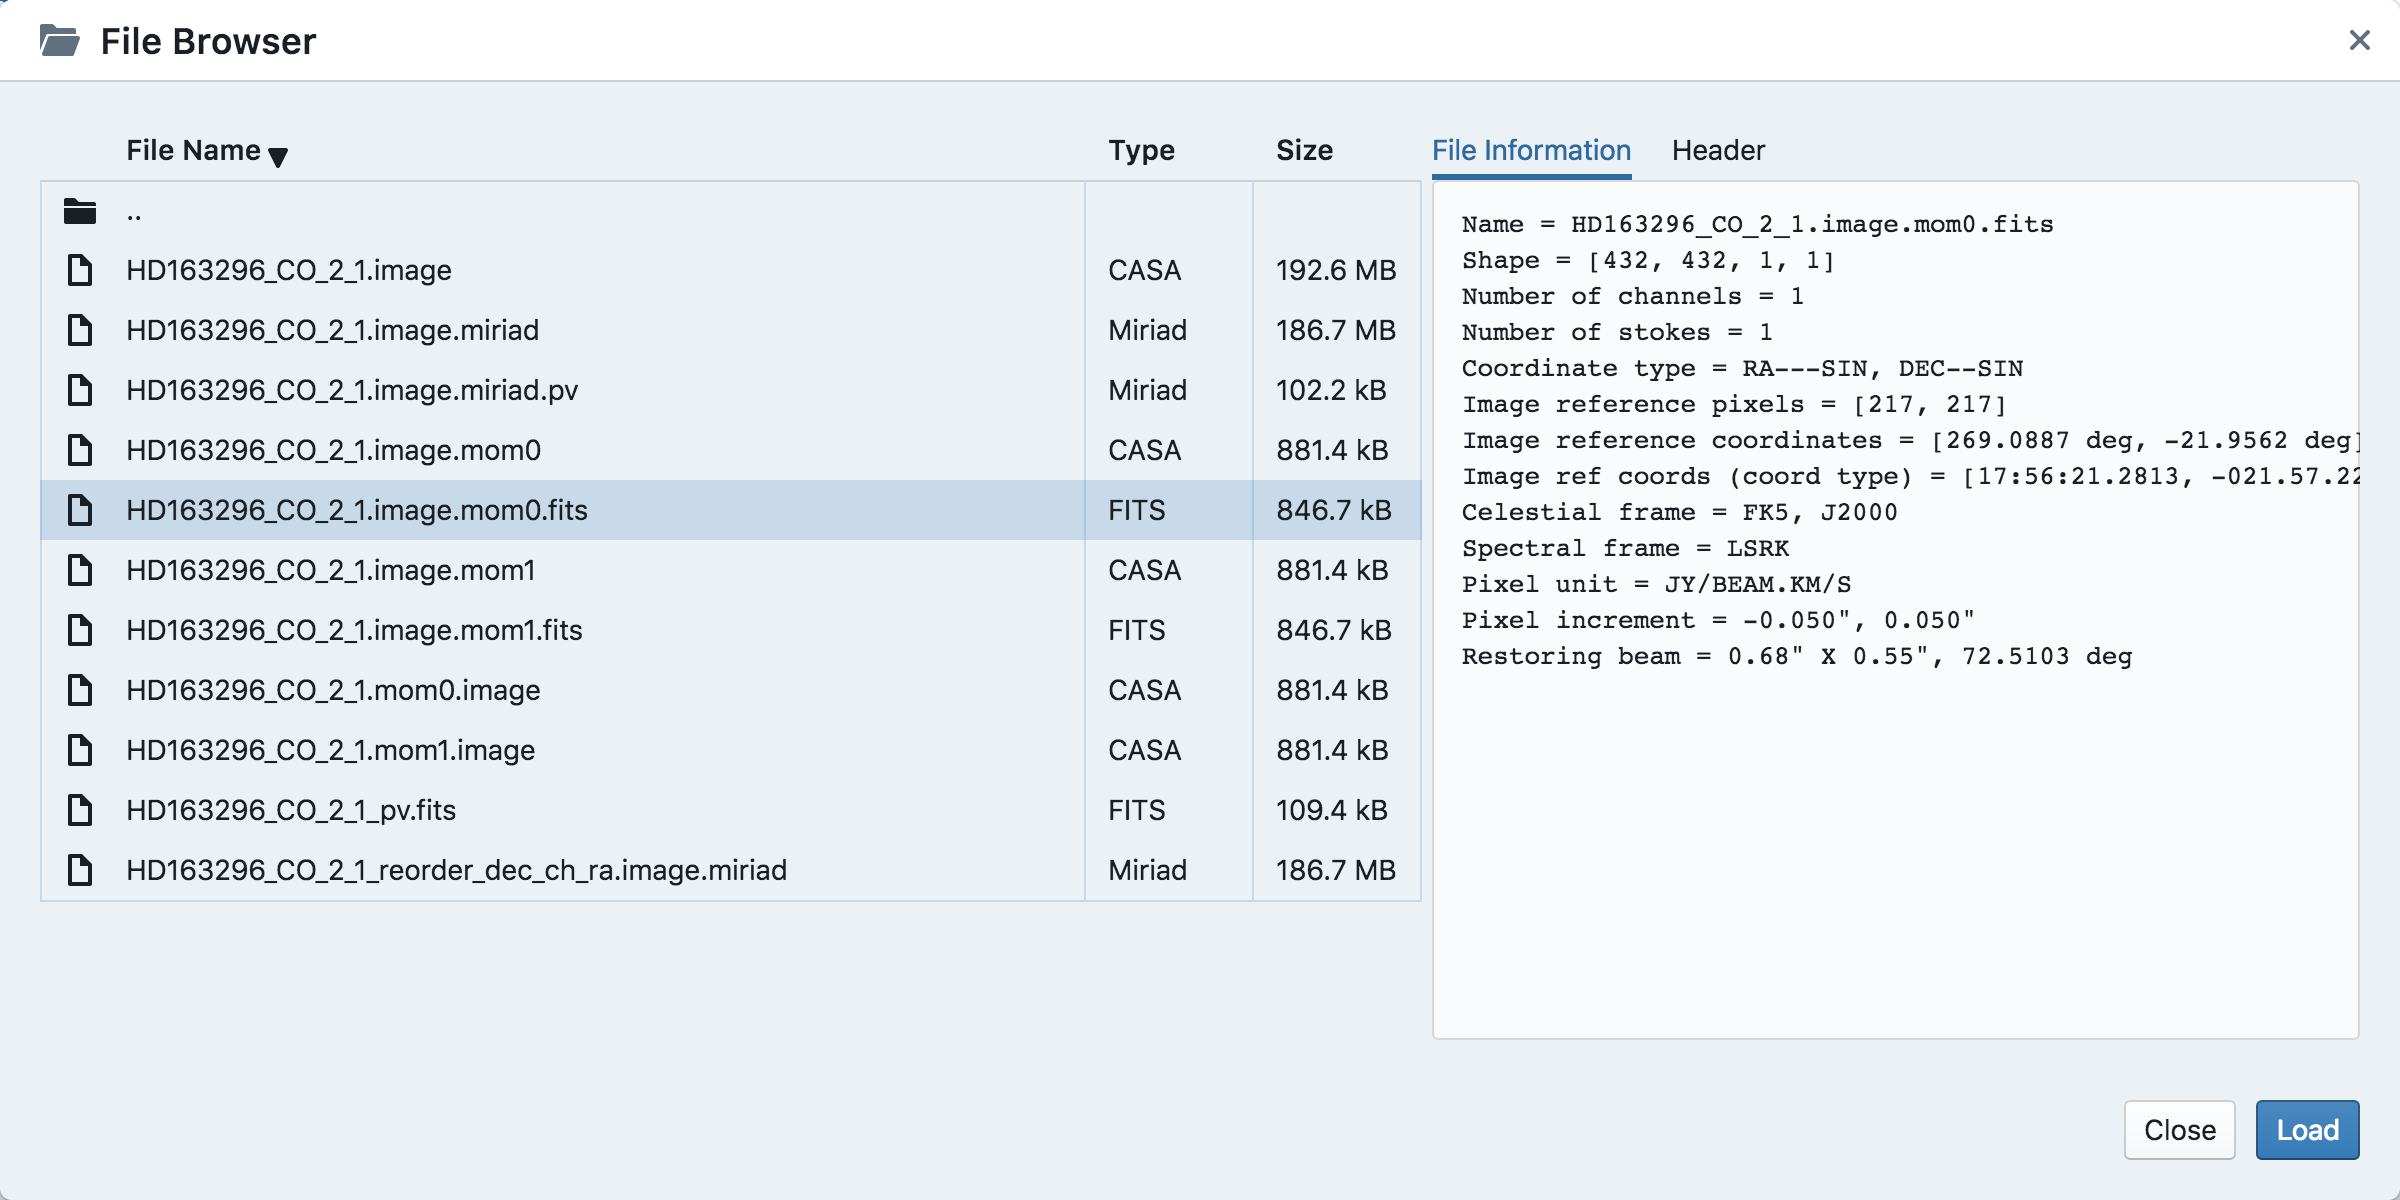 File Browser
File Name Type Size
..
HD163296_CO_2_1.image CASA 192.6 MB
HD163296_CO_2_1.image.miriad Miriad 186.7 MB
HD163296_CO_2_1.image.miriad.pv Miriad 102.2 kB
HD163296_CO_2_1.image.mom0 CASA 881.4 kB
HD163296_CO_2_1.image.mom0.fits FITS 846.7 kB
HD163296_CO_2_1.image.mom1 CASA 881.4 kB
HD163296_CO_2_1.image.mom1.fits FITS 846.7 kB
HD163296_CO_2_1.mom0.image CASA 881.4 kB
HD163296_CO_2_1.mom1.image CASA 881.4 kB
HD163296_CO_2_1_pv.fits FITS 109.4 kB
HD163296_CO_2_1_reorder_dec_ch_ra.image.miriad Miriad 186.7 MB
File Information Header
Name = HD163296_CO_2_1.image.mom0.fits
Shape = [432, 432, 1, 1]
Number of channels = 1
Number of stokes = 1
Coordinate type = RA---SIN, DEC--SIN
Image reference pixels = [217, 217]
Image reference coordinates = [269.0887 deg, -21.9562 deg]
Image ref coords (coord type) = [17:56:21.2813, -021.57.22
Celestial frame = FK5, J2000
Spectral frame = LSRK
Pixel unit = JY/BEAM.KM/S
Pixel increment = -0.050", 0.050"
Restoring beam = 0.68" X 0.55", 72.5103 deg
Close Load